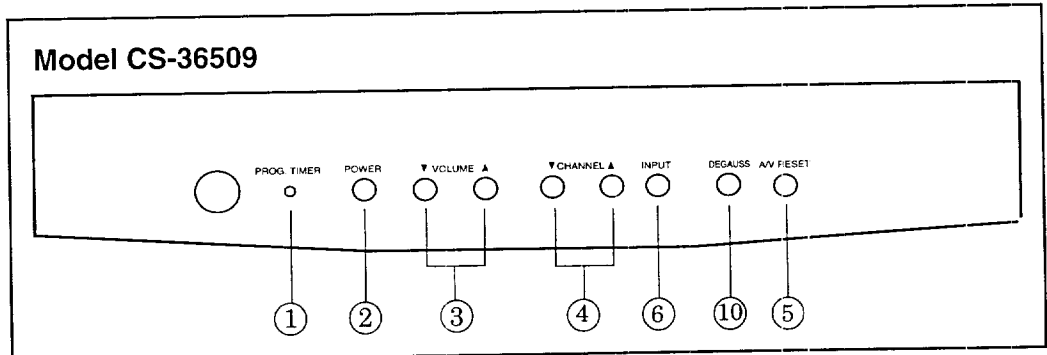 Model CS-36509
PROG. TIMER POWER ▼ VOLUME ▲ ▼ CHANNEL ▲ INPUT DEGAUSS A/V RESET
1 2 3 4 6 10 5